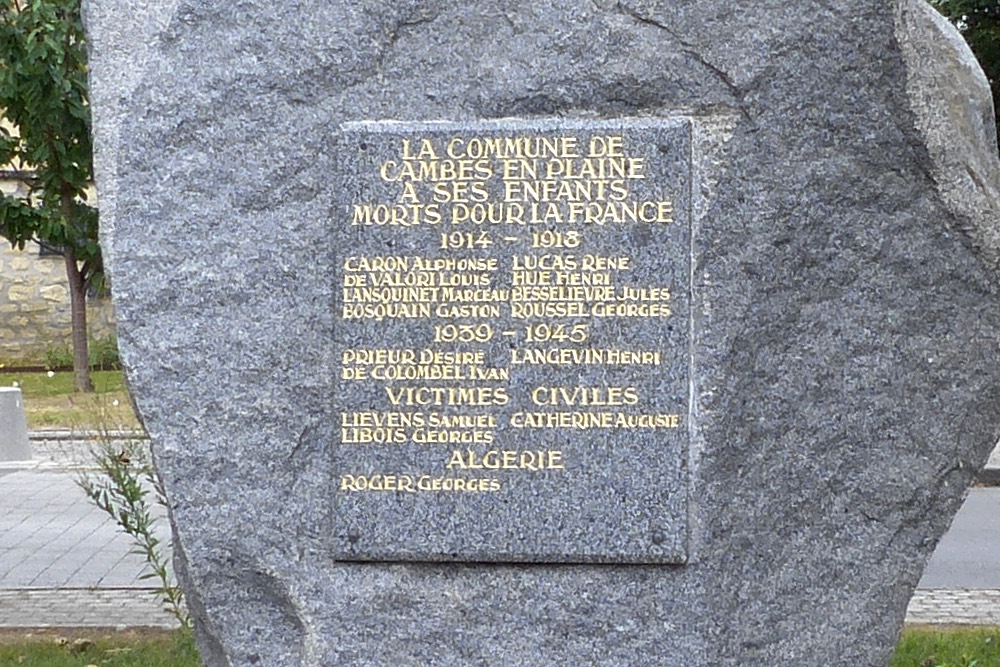 LA COMMUNE DE
CAMBES EN PLAINE
A SES ENFANTS
MORTS POUR LA FRANCE
1914 - 1918
CARON ALPHONSE LUCAS RENE
DE VALORI LOUIS HUE HENRI
LANSQUINET MARCEAU BESSELIEVRE JULES
BOSQUAIN GASTON ROUSSEL GEORGES
1939 - 1945
PRIEUR DÉSIRÉ LANGEVIN HENRI
DE COLOMBEL IVAN
VICTIMES CIVILES
LIEVENS SAMUEL CATHERINE AUGUSTE
LIBOIS GEORGES
ALGERIE
ROGER GEORGES